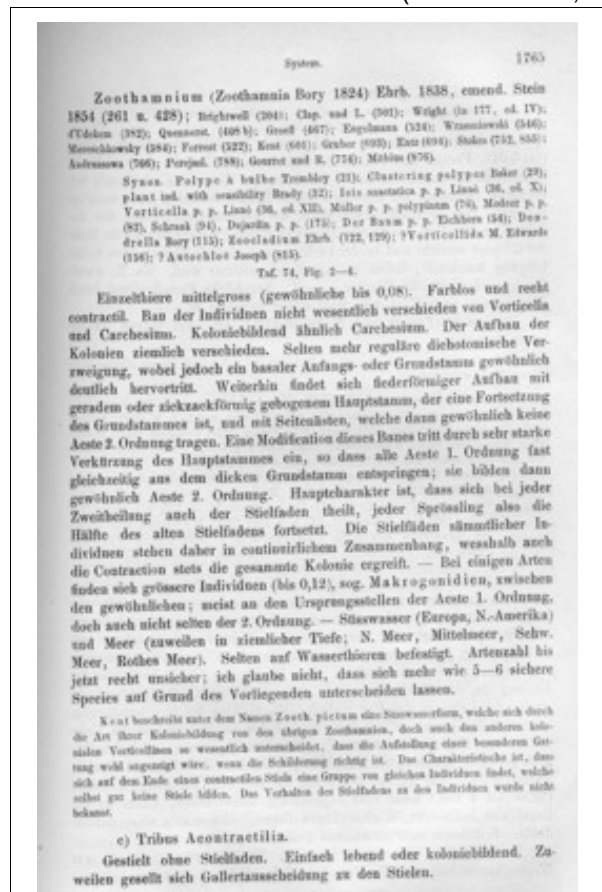 System. 1765
Zoothamnium (Zoothamnia Bory 1824) Ehrb. 1838, emend. Stein
1854 (261 u. 428); Brightwell (204); Clap. und L. (301); Wright (in 177, ed. IV);
d'Udekem (382); Quennerst. (408b); Greeff (467); Engelmann (524); Wrzesniowski (546);
Mereschkowsky (584); Forrest (522); Kent (601); Gruber (603); Entz (694); Stokes (752, 855);
Andrussowa (766); Perejasl. (788); Gourret und R. (774); Möbius (876).
Synon. Polype à bulbe Trembley (21); Clustering polypes Baker (29),
plant ind. with sensibility Brady (32); Isis anastatica p. p. Linné (36, ed. X);
Vorticella p. p. Linné (36, ed. XII), Müller p. p. polypinum (76), Modeer p. p.
(82), Schrank (94), Dujardin p. p. (175); Der Baum p. p. Eichhorn (54); Den-
drella Bory (115); Zoocladium Ehrb. (122, 129); ?Vorticellida M. Edwards
(156); ? Autochloë Joseph (815).
Taf. 74, Fig. 2—4.
Einzelthiere mittelgross (gewöhnliche bis 0,08). Farblos und recht
contractil. Bau der Individuen nicht wesentlich verschieden von Vorticella
und Carchesium. Koloniebildend ähnlich Carchesium. Der Aufbau der
Kolonien ziemlich verschieden. Selten mehr reguläre dichotomische Ver-
zweigung, wobei jedoch ein basaler Anfangs- oder Grundstamm gewöhnlich
deutlich hervortritt. Weiterhin findet sich fiederförmiger Aufbau mit
geradem oder zickzackförmig gebogenem Hauptstamm, der eine Fortsetzung
des Grundstammes ist, und mit Seitenästen, welche dann gewöhnlich keine
Aeste 2. Ordnung tragen. Eine Modification dieses Baues tritt durch sehr starke
Verkürzung des Hauptstammes ein, so dass alle Aeste 1. Ordnung fast
gleichzeitig aus dem dicken Grundstamm entspringen; sie bilden dann
gewöhnlich Aeste 2. Ordnung. Hauptcharakter ist, dass sich bei jeder
Zweitheilung auch der Stielfaden theilt, jeder Sprössling also die
Hälfte des alten Stielfadens fortsetzt. Die Stielfäden sämmtlicher In-
dividuen stehen daher in continuirlichem Zusammenhang, wesshalb auch
die Contraction stets die gesammte Kolonie ergreift. — Bei einigen Arten
finden sich grössere Individuen (bis 0,12), sog. Makrogonidien, zwischen
den gewöhnlichen; meist an den Ursprungsstellen der Aeste 1. Ordnung,
doch auch nicht selten der 2. Ordnung. — Süsswasser (Europa, N.-Amerika)
und Meer (zuweilen in ziemlicher Tiefe; N. Meer, Mittelmeer, Schw.
Meer, Rothes Meer). Selten auf Wasserthieren befestigt. Artenzahl bis
jetzt recht unsicher; ich glaube nicht, dass sich mehr wie 5—6 sichere
Species auf Grund des Vorliegenden unterscheiden lassen.
Kent beschreibt unter dem Namen Zooth. pictum eine Süsswasserform, welche sich durch
die Art ihrer Koloniebildung von den übrigen Zoothamnien, doch auch den anderen kolo-
nialen Vorticellinen so wesentlich unterscheidet, dass die Aufstellung einer besonderen Gat-
tung wohl angezeigt wäre, wenn die Schilderung richtig ist. Das Charakteristische ist, dass
sich auf dem Ende eines contractilen Stiels eine Gruppe von gleichen Individuen findet, welche
selbst gar keine Stiele bilden. Das Verhalten des Stielfadens zu den Individuen wurde nicht
bekannt.
c) Tribus Acontractilia.
Gestielt ohne Stielfaden. Einfach lebend oder koloniebildend. Zu-
weilen gesellt sich Gallertausscheidung zu den Stielen.